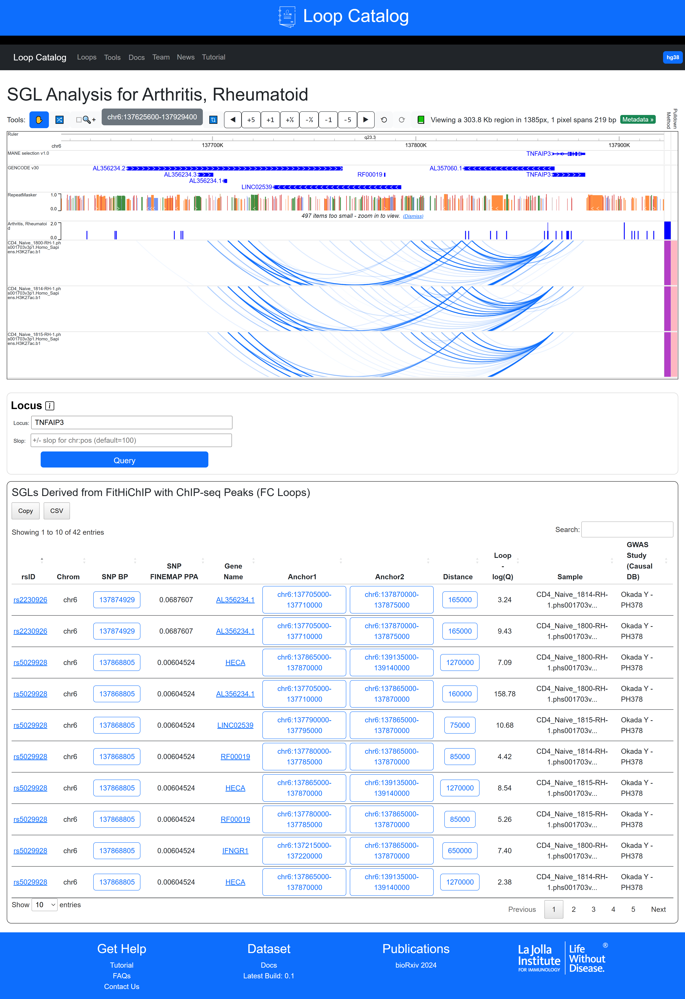 Loop Catalog
Loop Catalog Loops Tools Docs Team News Tutorial hg38
SGL Analysis for Arthritis, Rheumatoid
Tools: chr6:137625600-137929400 ◀ +5 +1 +⅓ -⅓ -1 -5 ▶ Viewing a 303.8 Kb region in 1385px, 1 pixel spans 219 bp Metadata » Method Pulldown
Ruler q23.3
chr6 137700K 137800K 137900K
MANE selection v1.0 TNFAIP3
GENCODE v30 AL356234.2 AL357060.1
AL356234.3 RF00019 TNFAIP3
AL356234.1
LINC02539
RepeatMasker 1.0
0.0
497 items too small - zoom in to view. (Dismiss)
Arthritis, Rheumatoi 2.0
d
0.0
CD4_Naive_1800-RH-1.ph
s001703v3p1.Homo_Sapi
ens.H3K27ac.b1
CD4_Naive_1814-RH-1.ph
s001703v3p1.Homo_Sapi
ens.H3K27ac.b1
CD4_Naive_1815-RH-1.ph
s001703v3p1.Homo_Sapi
ens.H3K27ac.b1
Locus i
Locus: TNFAIP3
Slop: +/- slop for chr:pos (default=100)
Query
SGLs Derived from FitHiChIP with ChIP-seq Peaks (FC Loops)
Copy CSV
Showing 1 to 10 of 42 entries Search:
rsID Chrom SNP BP SNP FINEMAP PPA Gene Name Anchor1 Anchor2 Distance Loop - log(Q) Sample GWAS Study (Causal DB)
rs2230926 chr6 137874929 0.0687607 AL356234.1 chr6:137705000-137710000 chr6:137870000-137875000 165000 3.24 CD4_Naive_1814-RH-1.phs001703v... Okada Y - PH378
rs2230926 chr6 137874929 0.0687607 AL356234.1 chr6:137705000-137710000 chr6:137870000-137875000 165000 9.43 CD4_Naive_1800-RH-1.phs001703v... Okada Y - PH378
rs5029928 chr6 137868805 0.00604524 HECA chr6:137865000-137870000 chr6:139135000-139140000 1270000 7.09 CD4_Naive_1800-RH-1.phs001703v... Okada Y - PH378
rs5029928 chr6 137868805 0.00604524 AL356234.1 chr6:137705000-137710000 chr6:137865000-137870000 160000 158.78 CD4_Naive_1800-RH-1.phs001703v... Okada Y - PH378
rs5029928 chr6 137868805 0.00604524 LINC02539 chr6:137790000-137795000 chr6:137865000-137870000 75000 10.68 CD4_Naive_1815-RH-1.phs001703v... Okada Y - PH378
rs5029928 chr6 137868805 0.00604524 RF00019 chr6:137780000-137785000 chr6:137865000-137870000 85000 4.42 CD4_Naive_1814-RH-1.phs001703v... Okada Y - PH378
rs5029928 chr6 137868805 0.00604524 HECA chr6:137865000-137870000 chr6:139135000-139140000 1270000 8.54 CD4_Naive_1815-RH-1.phs001703v... Okada Y - PH378
rs5029928 chr6 137868805 0.00604524 RF00019 chr6:137780000-137785000 chr6:137865000-137870000 85000 5.26 CD4_Naive_1815-RH-1.phs001703v... Okada Y - PH378
rs5029928 chr6 137868805 0.00604524 IFNGR1 chr6:137215000-137220000 chr6:137865000-137870000 650000 7.40 CD4_Naive_1800-RH-1.phs001703v... Okada Y - PH378
rs5029928 chr6 137868805 0.00604524 HECA chr6:137865000-137870000 chr6:139135000-139140000 1270000 2.38 CD4_Naive_1814-RH-1.phs001703v... Okada Y - PH378
Show 10 entries Previous 1 2 3 4 5 Next
Get Help
Tutorial
FAQs
Contact Us
Dataset
Docs
Latest Build: 0.1
Publications
bioRxiv 2024
La Jolla
Institute
FOR IMMUNOLOGY
Life ®
Without
Disease.